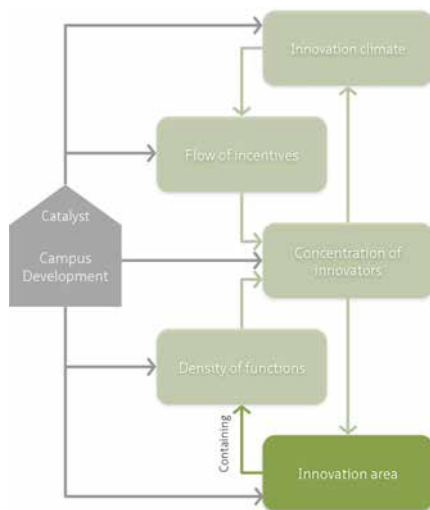 Innovation climate
Flow of incentives
Catalyst
Campus
Development
Concentration of
innovators
Density of functions
Containing
Innovation area